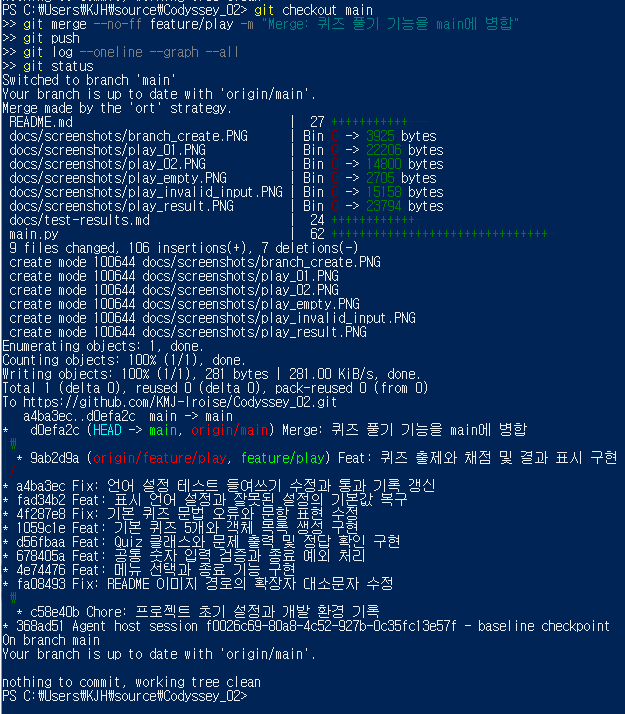 PS C:\Users\KJH\source\Codyssey_02> git checkout main
>> git merge --no-ff feature/play -m "Merge: 퀴즈 풀기 기능을 main에 병합"
>> git push
>> git log --oneline --graph --all
>> git status
Switched to branch 'main'
Your branch is up to date with 'origin/main'.
Merge made by the 'ort' strategy.
README.md | 27 +++++++++++---
docs/screenshots/branch_create.PNG | Bin 0 -> 3925 bytes
docs/screenshots/play_01.PNG | Bin 0 -> 22206 bytes
docs/screenshots/play_02.PNG | Bin 0 -> 14800 bytes
docs/screenshots/play_empty.PNG | Bin 0 -> 2705 bytes
docs/screenshots/play_invalid_input.PNG | Bin 0 -> 15158 bytes
docs/screenshots/play_result.PNG | Bin 0 -> 23794 bytes
docs/test-results.md | 24 ++++++++++++
main.py | 62 +++++++++++++++++++++++++++++++
9 files changed, 106 insertions(+), 7 deletions(-)
create mode 100644 docs/screenshots/branch_create.PNG
create mode 100644 docs/screenshots/play_01.PNG
create mode 100644 docs/screenshots/play_02.PNG
create mode 100644 docs/screenshots/play_empty.PNG
create mode 100644 docs/screenshots/play_invalid_input.PNG
create mode 100644 docs/screenshots/play_result.PNG
Enumerating objects: 1, done.
Counting objects: 100% (1/1), done.
Writing objects: 100% (1/1), 281 bytes | 281.00 KiB/s, done.
Total 1 (delta 0), reused 0 (delta 0), pack-reused 0 (from 0)
To https://github.com/KMJ-Iroise/Codyssey_02.git
a4ba3ec..d0efa2c main -> main
* d0efa2c (HEAD -> main, origin/main) Merge: 퀴즈 풀기 기능을 main에 병합
\
* 9ab2d9a (origin/feature/play, feature/play) Feat: 퀴즈 출제와 채점 및 결과 표시 구현
/
* a4ba3ec Fix: 언어 설정 테스트 들여쓰기 수정과 통과 기록 갱신
* fad34b2 Feat: 표시 언어 설정과 잘못된 설정의 기본값 복구
* 4f287e8 Fix: 기본 퀴즈 문법 오류와 문항 표현 수정
* 1059c1e Feat: 기본 퀴즈 5개와 객체 목록 생성 구현
* d56fbaa Feat: Quiz 클래스와 문제 출력 및 정답 확인 구현
* 678405a Feat: 공통 숫자 입력 검증과 종료 예외 처리
* 4e74476 Feat: 메뉴 선택과 종료 기능 구현
* fa08493 Fix: README 이미지 경로의 확장자 대소문자 수정
\
* c58e40b Chore: 프로젝트 초기 설정과 개발 환경 기록
* 368ad51 Agent host session f0026c69-80a8-4c52-927b-0c35fc13e57f - baseline checkpoint
On branch main
Your branch is up to date with 'origin/main'.
nothing to commit, working tree clean
PS C:\Users\KJH\source\Codyssey_02>